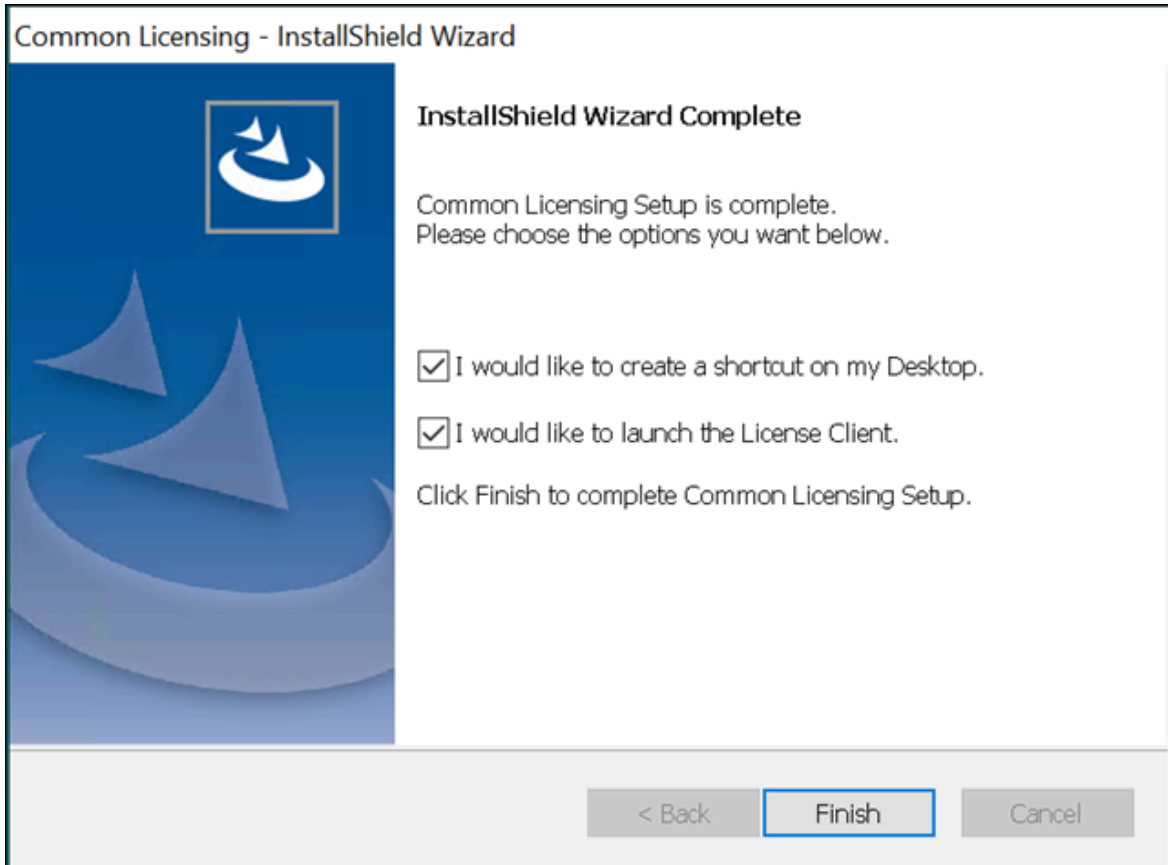 Common Licensing - InstallShield Wizard
InstallShield Wizard Complete
Common Licensing Setup is complete.
Please choose the options you want below.
I would like to create a shortcut on my Desktop.
I would like to launch the License Client.
Click Finish to complete Common Licensing Setup.
< Back
Finish
Cancel